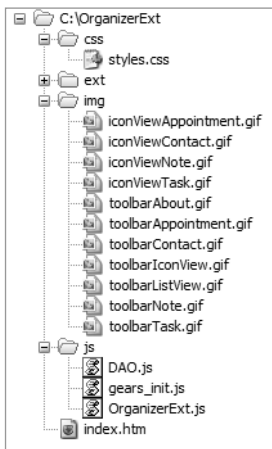 C:\OrganizerExt
css
styles.css
ext
img
iconViewAppointment.gif
iconViewContact.gif
iconViewNote.gif
iconViewTask.gif
toolbarAbout.gif
toolbarAppointment.gif
toolbarContact.gif
toolbarIconView.gif
toolbarListView.gif
toolbarNote.gif
toolbarTask.gif
js
DAO.js
gears_init.js
OrganizerExt.js
index.htm